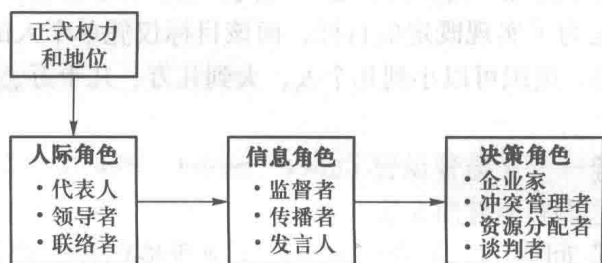 正式权力
和地位
人际角色
・代表人
・领导者
・联络者
信息角色
・监督者
・传播者
・发言人
决策角色
・企业家
・冲突管理者
・资源分配者
・谈判者